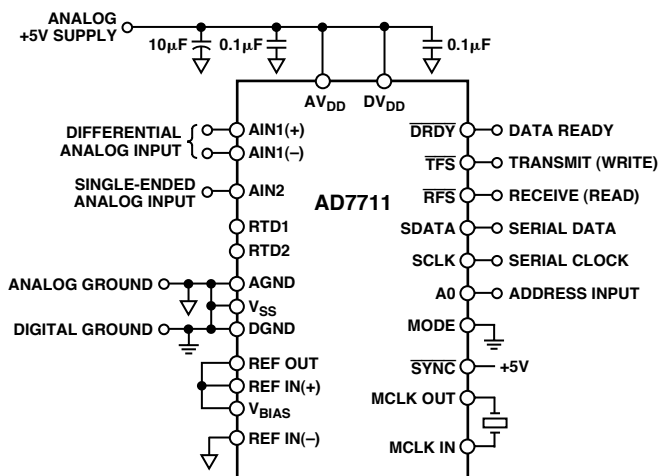 ANALOG
+5V SUPPLY
10µF
0.1µF
0.1µF
AVDD
DVDD
DIFFERENTIAL
ANALOG INPUT
AIN1(+)
AIN1(–)
SINGLE-ENDED
ANALOG INPUT
AIN2
AD7711
RTD1
RTD2
ANALOG GROUND
AGND
VSS
DIGITAL GROUND
DGND
REF OUT
REF IN(+)
VBIAS
REF IN(–)
DRDY
DATA READY
TFS
TRANSMIT (WRITE)
RFS
RECEIVE (READ)
SDATA
SERIAL DATA
SCLK
SERIAL CLOCK
A0
ADDRESS INPUT
MODE
SYNC
+5V
MCLK OUT
MCLK IN